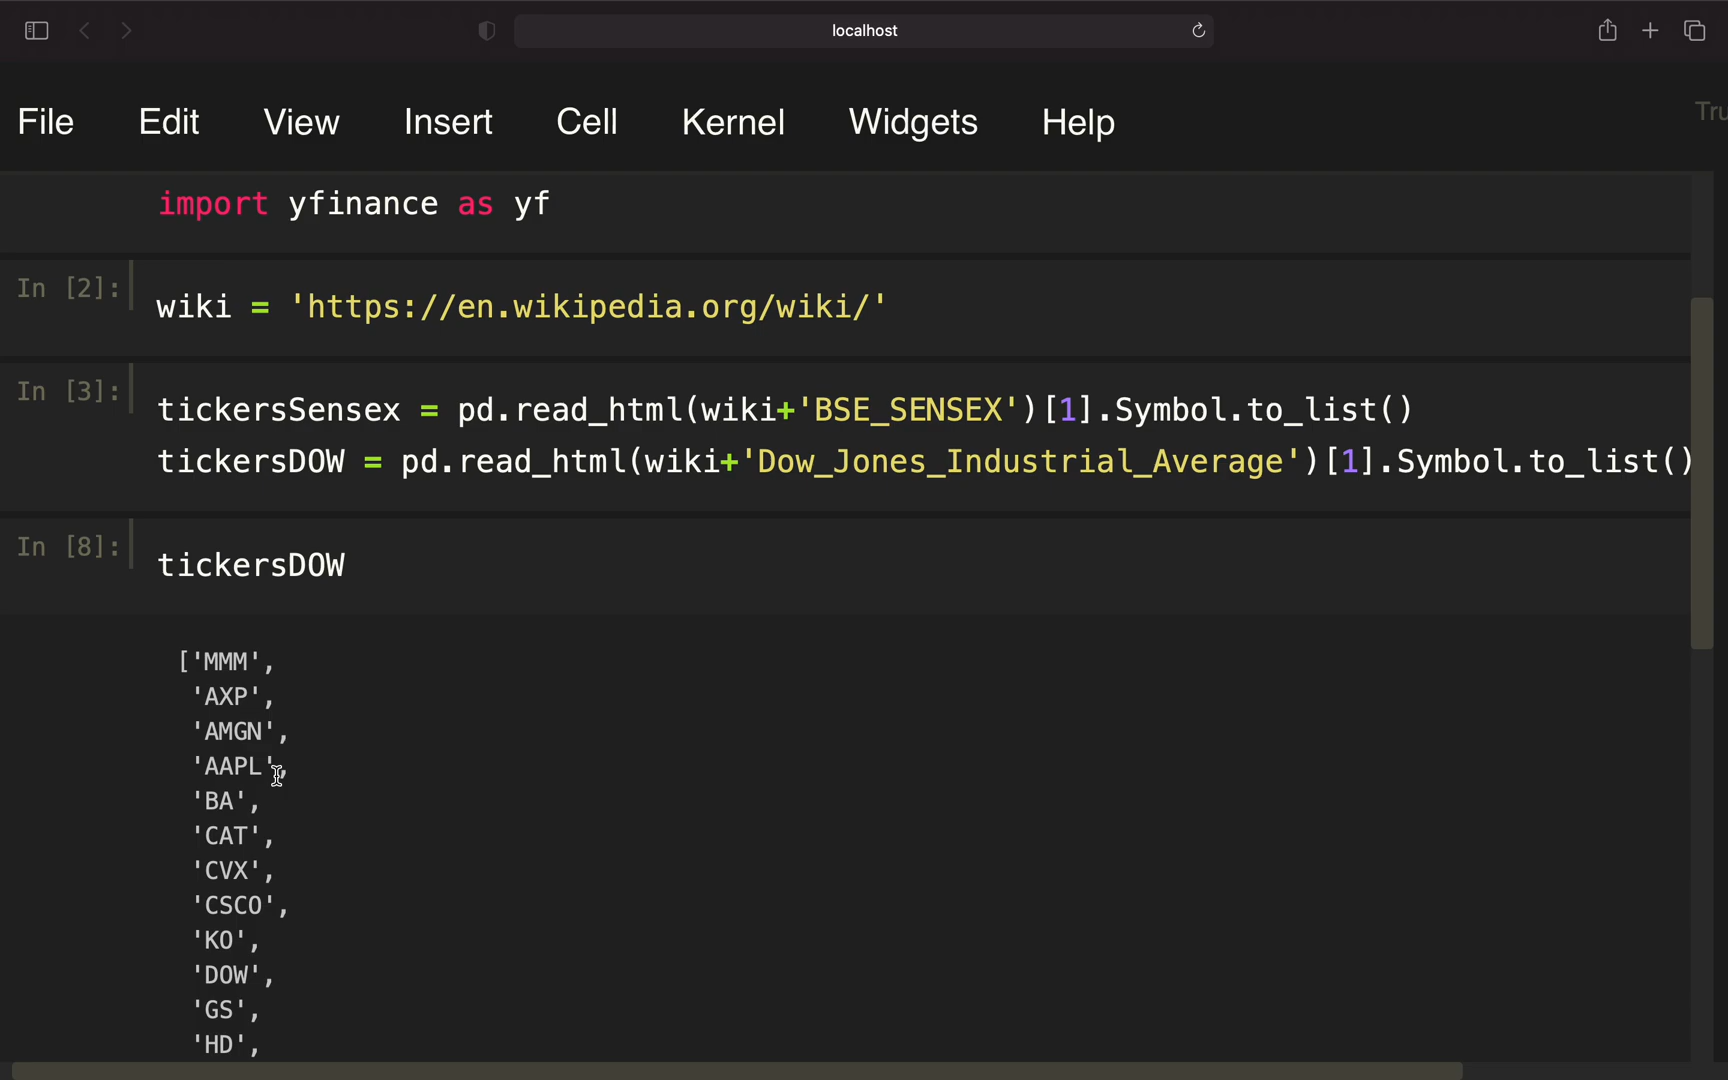 localhost
File Edit View Insert Cell Kernel Widgets Help
Tru
import yfinance as yf
In [2]:
wiki = 'https://en.wikipedia.org/wiki/'
In [3]:
tickersSensex = pd.read_html(wiki+'BSE_SENSEX')[1].Symbol.to_list()
tickersDOW = pd.read_html(wiki+'Dow_Jones_Industrial_Average')[1].Symbol.to_list()
In [8]:
tickersDOW
['MMM',
'AXP',
'AMGN',
'AAPL',
'BA',
'CAT',
'CVX',
'CSCO',
'KO',
'DOW',
'GS',
'HD',